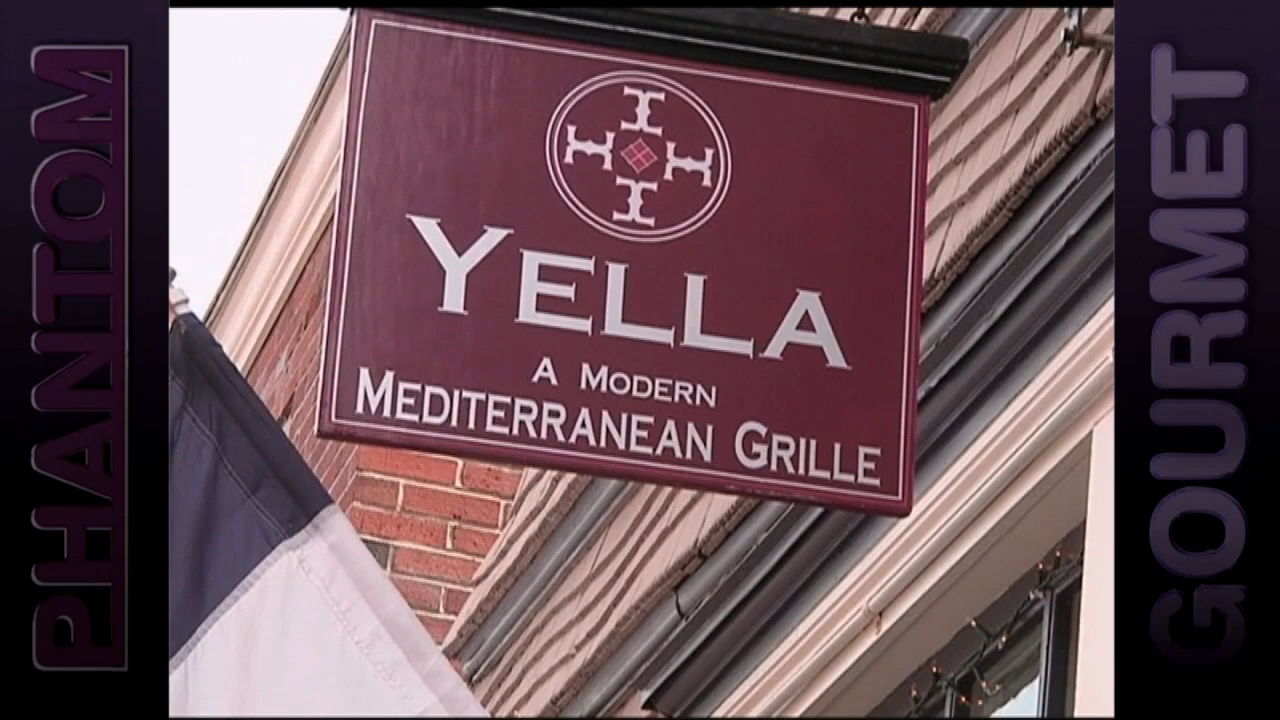 PHANTOM
YELLA
A MODERN
MEDITERRANEAN GRILLE
GOURMET